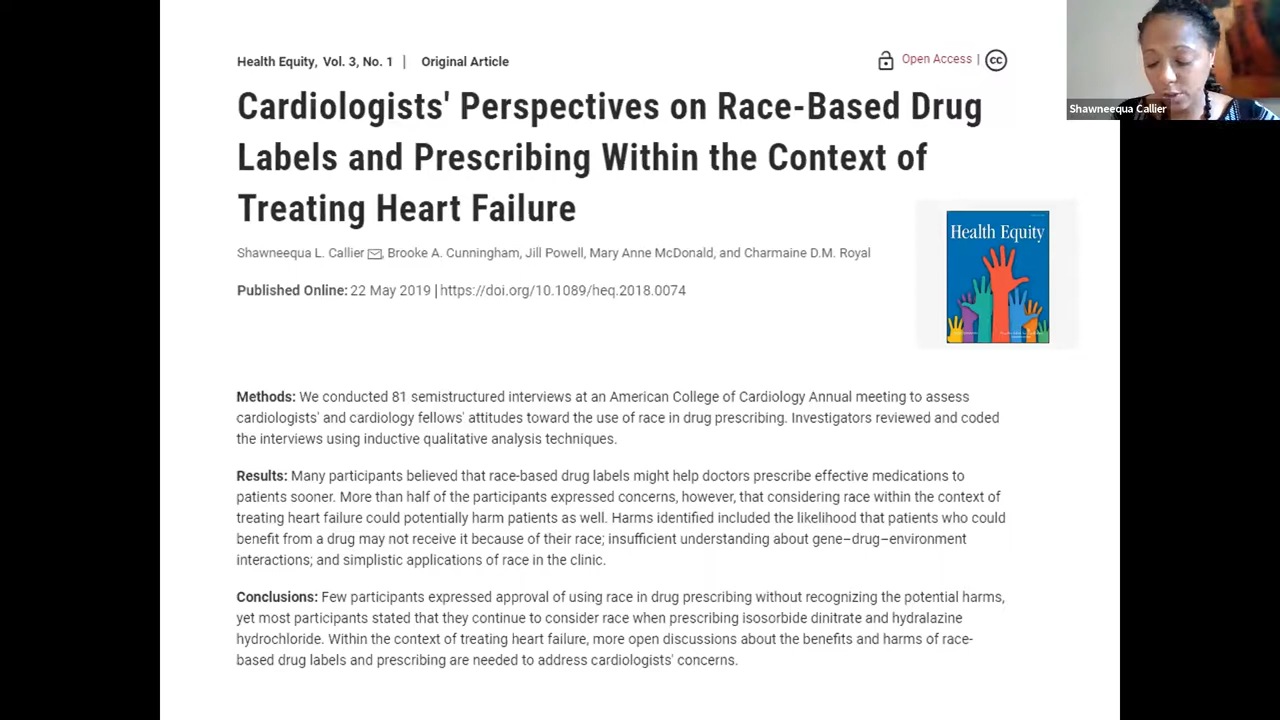 Health Equity, Vol. 3, No. 1 | Original Article
Open Access |
cc
Shawneequa Callier
Cardiologists' Perspectives on Race-Based Drug
Labels and Prescribing Within the Context of
Treating Heart Failure
Health Equity
Shawneequa L. Callier, Brooke A. Cunningham, Jill Powell, Mary Anne McDonald, and Charmaine D.M. Royal
Published Online: 22 May 2019 | https://doi.org/10.1089/heq.2018.0074
Methods: We conducted 81 semistructured interviews at an American College of Cardiology Annual meeting to assess
cardiologists' and cardiology fellows' attitudes toward the use of race in drug prescribing. Investigators reviewed and coded
the interviews using inductive qualitative analysis techniques.
Results: Many participants believed that race-based drug labels might help doctors prescribe effective medications to
patients sooner. More than half of the participants expressed concerns, however, that considering race within the context of
treating heart failure could potentially harm patients as well. Harms identified included the likelihood that patients who could
benefit from a drug may not receive it because of their race; insufficient understanding about gene–drug–environment
interactions; and simplistic applications of race in the clinic.
Conclusions: Few participants expressed approval of using race in drug prescribing without recognizing the potential harms,
yet most participants stated that they continue to consider race when prescribing isosorbide dinitrate and hydralazine
hydrochloride. Within the context of treating heart failure, more open discussions about the benefits and harms of race-
based drug labels and prescribing are needed to address cardiologists' concerns.